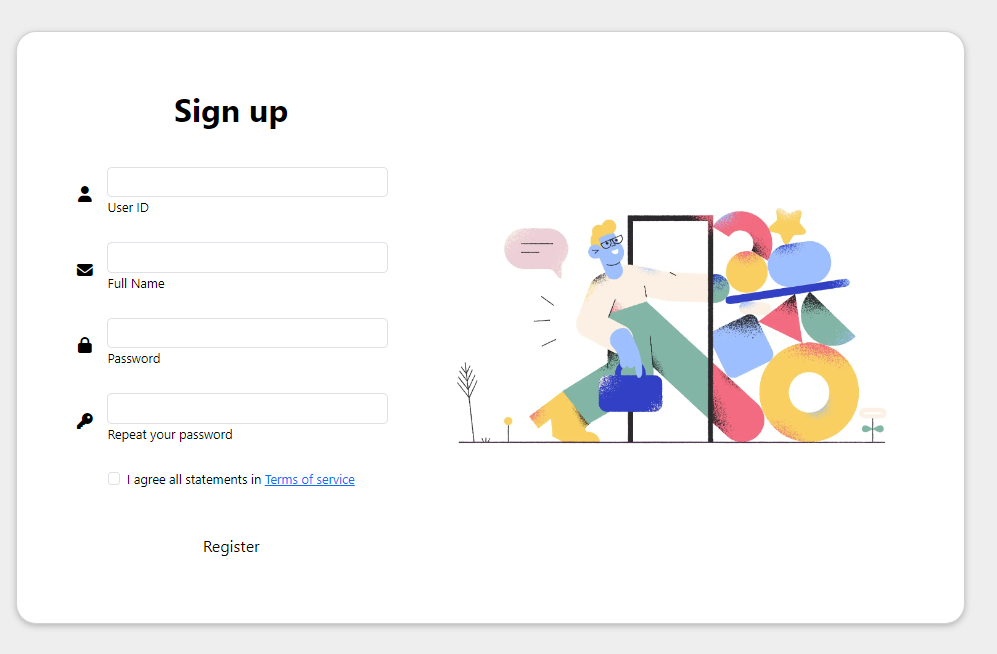 Sign up
User ID
Full Name
Password
Repeat your password
I agree all statements in Terms of service
Register